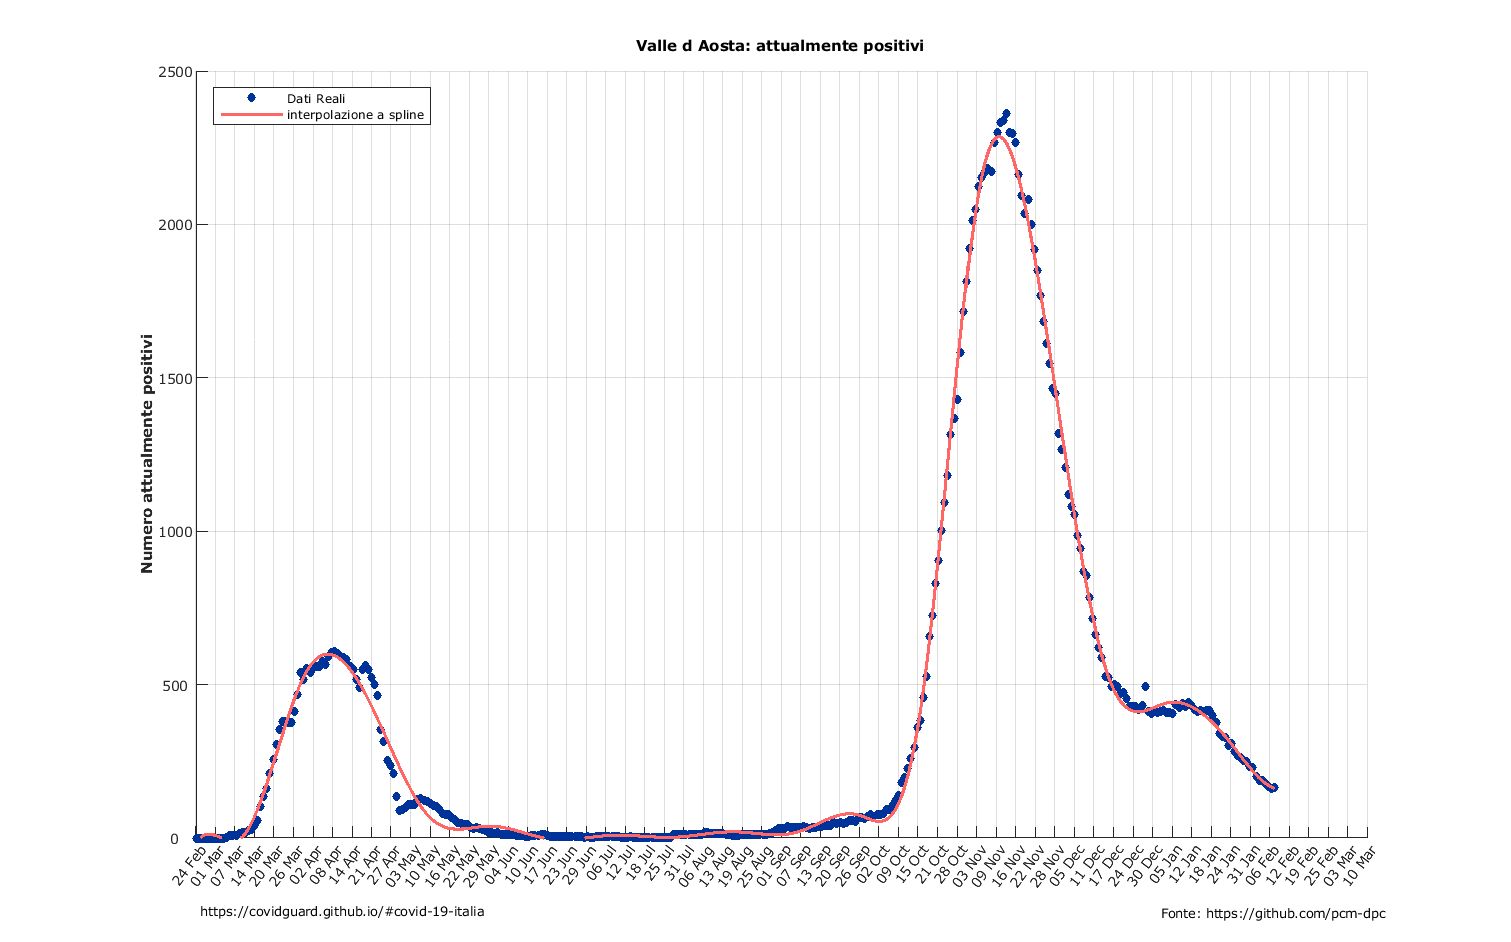 Valle d Aosta: attualmente positivi
Dati Reali
interpolazione a spline
Numero attualmente positivi
2500
2000
1500
1000
500
0
24 Feb
01 Mar
07 Mar
14 Mar
20 Mar
26 Mar
02 Apr
08 Apr
14 Apr
21 Apr
27 Apr
03 May
10 May
16 May
22 May
29 May
04 Jun
10 Jun
17 Jun
23 Jun
29 Jun
06 Jul
12 Jul
18 Jul
25 Jul
31 Jul
06 Aug
13 Aug
19 Aug
25 Aug
01 Sep
07 Sep
13 Sep
20 Sep
26 Sep
02 Oct
09 Oct
15 Oct
21 Oct
28 Oct
03 Nov
09 Nov
16 Nov
22 Nov
28 Dec
05 Dec
11 Dec
17 Dec
24 Dec
30 Jan
05 Jan
12 Jan
18 Jan
24 Jan
31 Jan
06 Feb
12 Feb
19 Feb
25 Feb
03 Mar
10 Mar
https://covidguard.github.io/#covid-19-italia
Fonte: https://github.com/pcm-dpc